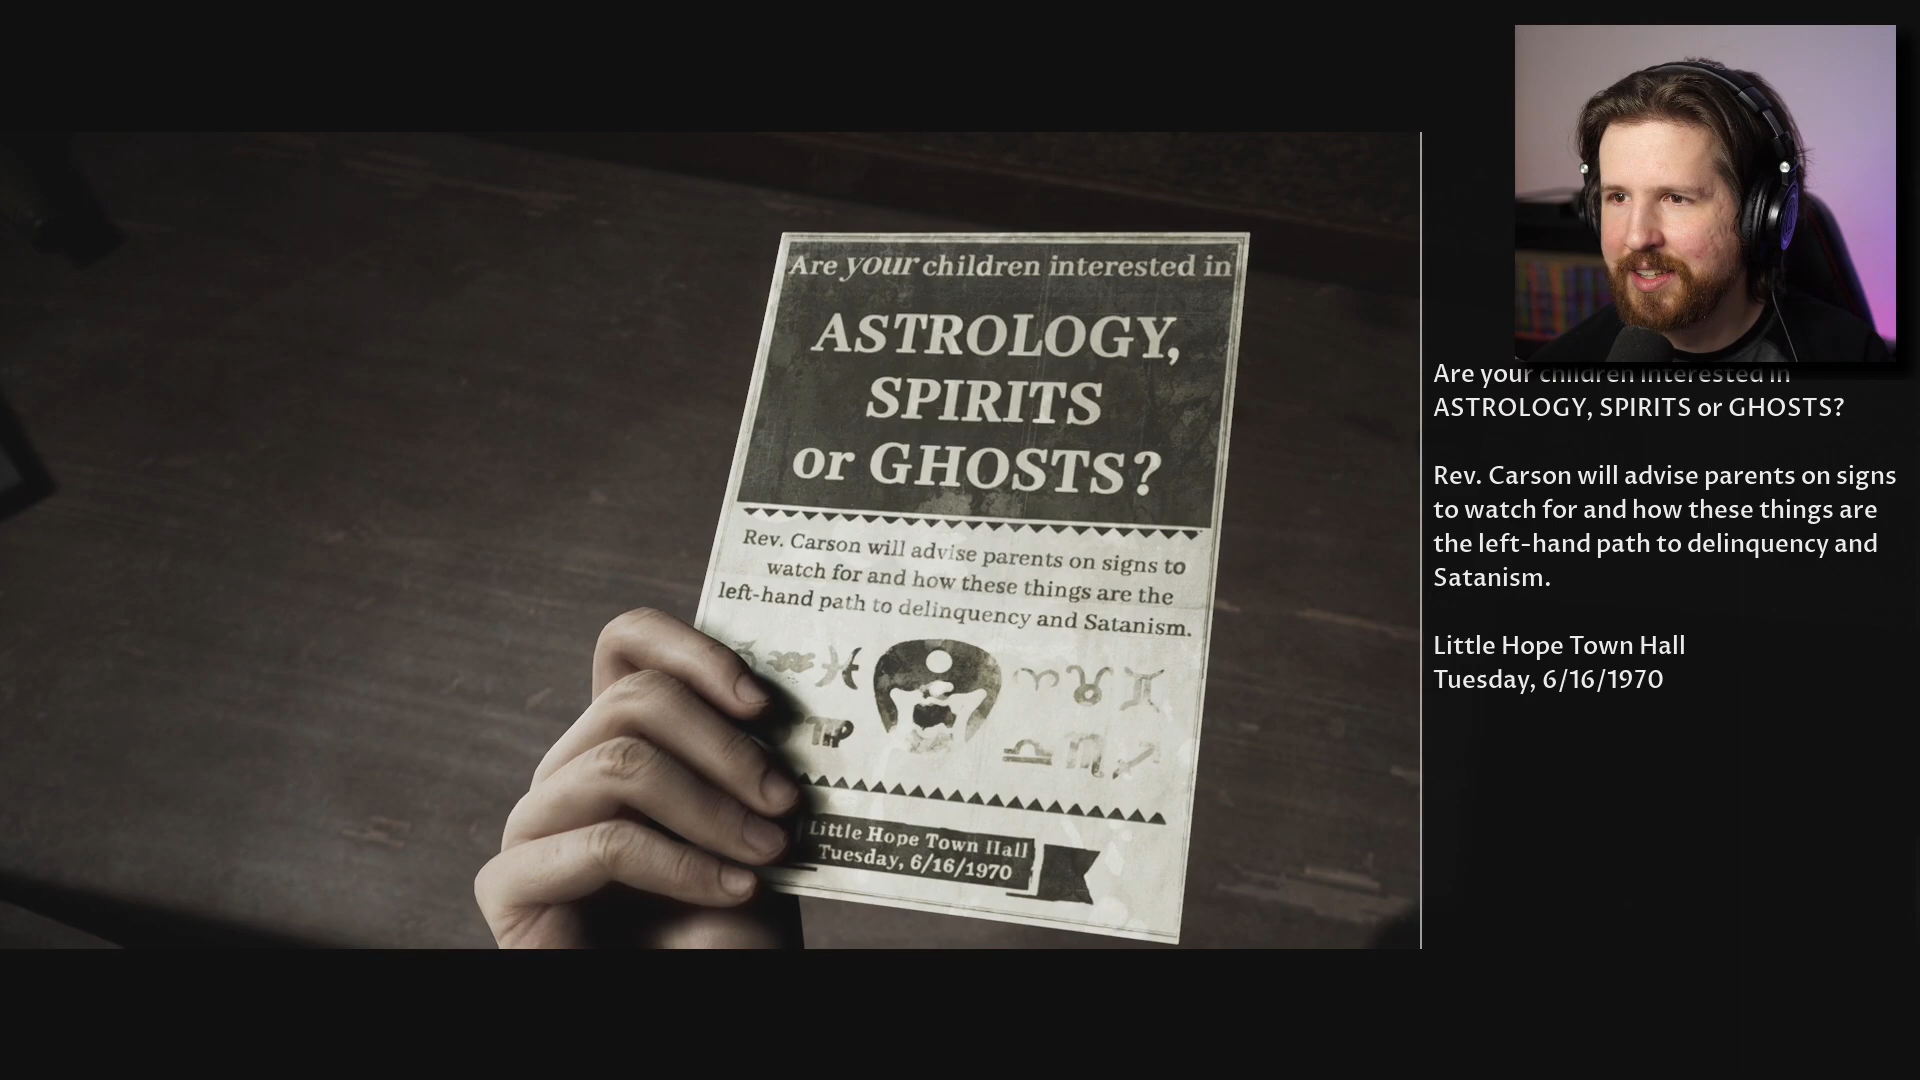 Are your children interested in
ASTROLOGY,
SPIRITS
or GHOSTS?
Rev. Carson will advise parents on signs to
watch for and how these things are the
left-hand path to delinquency and Satanism.
Little Hope Town Hall
Tuesday, 6/16/1970
Are your children interested in
ASTROLOGY, SPIRITS or GHOSTS?
Rev. Carson will advise parents on signs
to watch for and how these things are
the left-hand path to delinquency and
Satanism.
Little Hope Town Hall
Tuesday, 6/16/1970